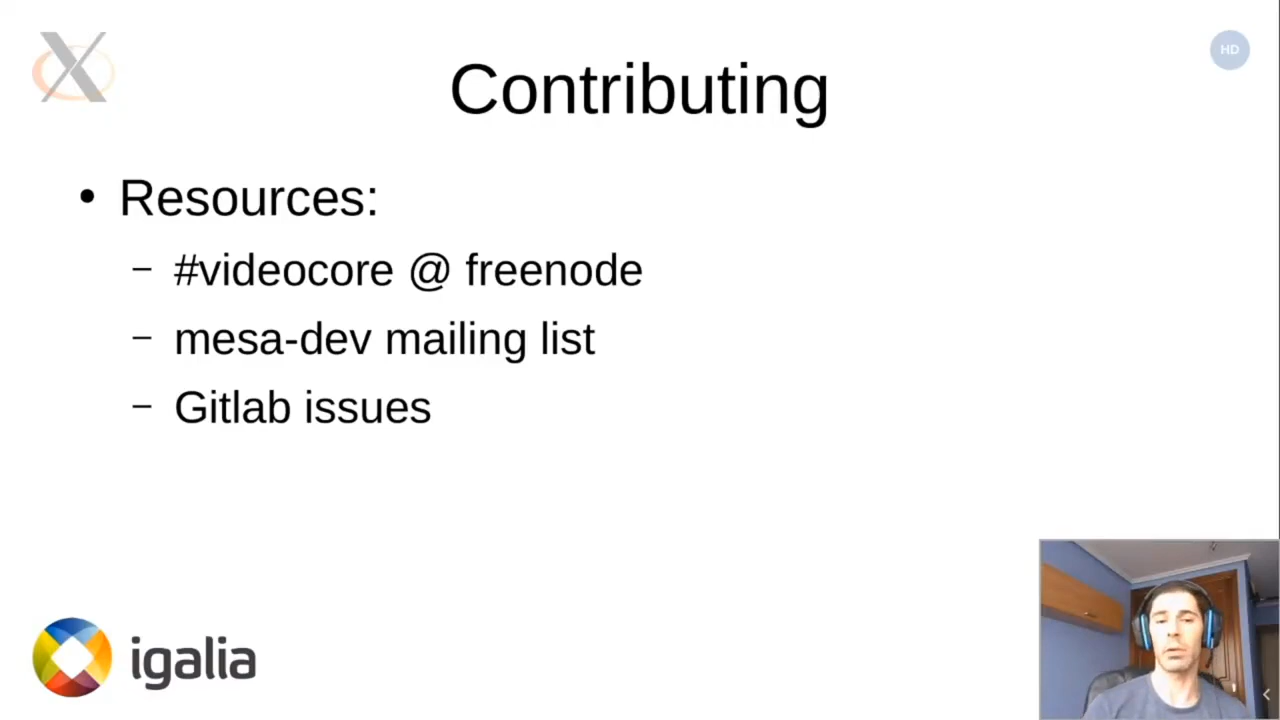 HD
Contributing
• Resources:
– #videocore @ freenode
– mesa-dev mailing list
– Gitlab issues
igalia